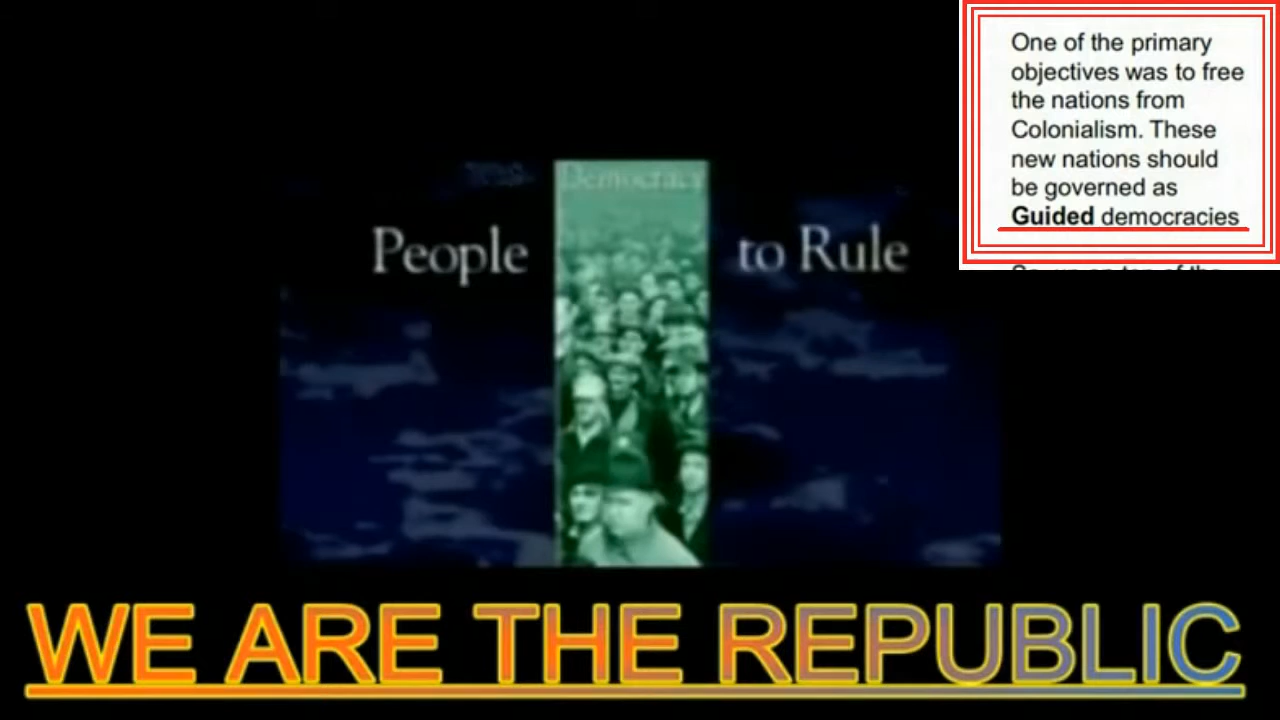 One of the primary
objectives was to free
the nations from
Colonialism. These
new nations should
be governed as
Guided democracies
Democracy
People to Rule
WE ARE THE REPUBLIC